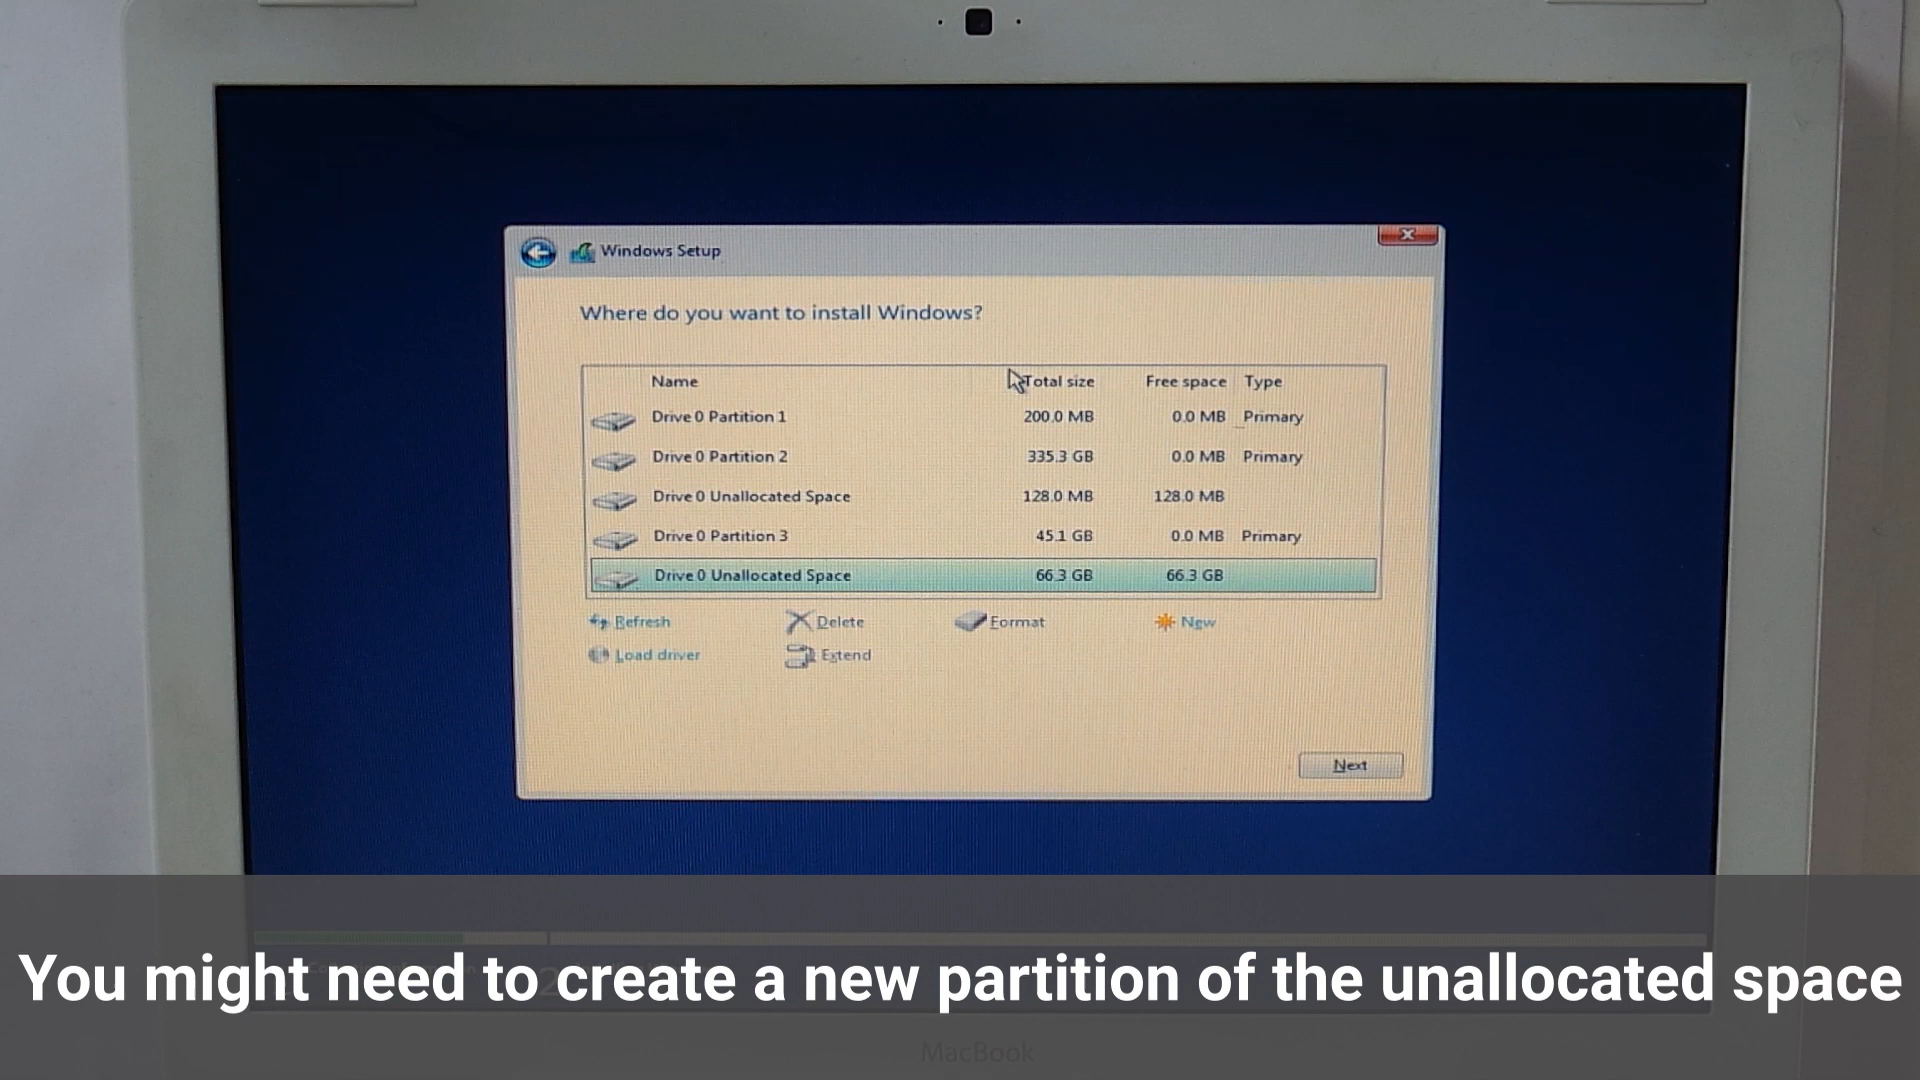 Windows Setup
Where do you want to install Windows?
Name Total size Free space Type
Drive 0 Partition 1 200.0 MB 0.0 MB Primary
Drive 0 Partition 2 335.3 GB 0.0 MB Primary
Drive 0 Unallocated Space 128.0 MB 128.0 MB
Drive 0 Partition 3 45.1 GB 0.0 MB Primary
Drive 0 Unallocated Space 66.3 GB 66.3 GB
Refresh Delete Format New
Load driver Extend
Next
You might need to create a new partition of the unallocated space
MacBook